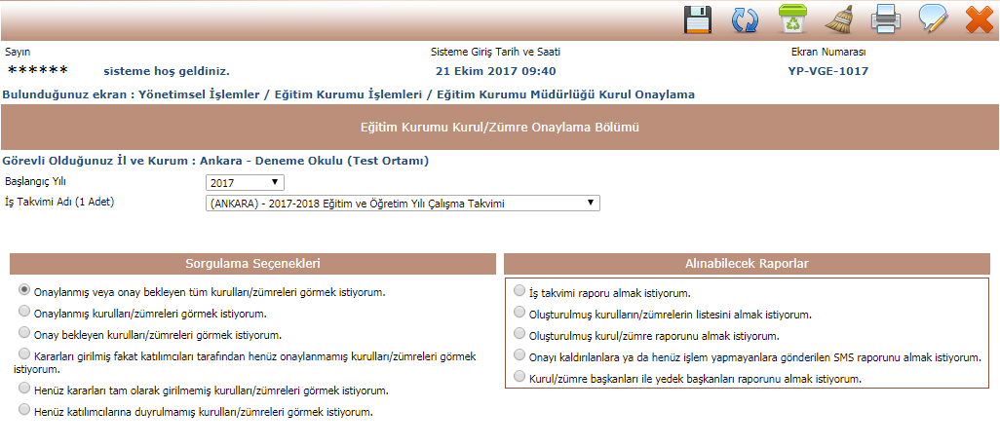 Sayın
Sisteme Giriş Tarih ve Saati
Ekran Numarası
****** sisteme hoş geldiniz.
21 Ekim 2017 09:40
YP-VGE-1017
Bulunduğunuz ekran : Yönetimsel İşlemler / Eğitim Kurumu İşlemleri / Eğitim Kurumu Müdürlüğü Kurul Onaylama
Eğitim Kurumu Kurul/Zümre Onaylama Bölümü
Görevli Olduğunuz İl ve Kurum : Ankara - Deneme Okulu (Test Ortamı)
Başlangıç Yılı 2017
İş Takvimi Adı (1 Adet) (ANKARA) - 2017-2018 Eğitim ve Öğretim Yılı Çalışma Takvimi
Sorgulama Seçenekleri
Onaylanmış veya onay bekleyen tüm kurulları/zümreleri görmek istiyorum.
Onaylanmış kurulları/zümreleri görmek istiyorum.
Onay bekleyen kurulları/zümreleri görmek istiyorum.
Kararları girilmiş fakat katılımcıları tarafından henüz onaylanmamış kurulları/zümreleri görmek
istiyorum.
Henüz kararları tam olarak girilmemiş kurulları/zümreleri görmek istiyorum.
Henüz katılımcılarına duyrulmamış kurulları/zümreleri görmek istiyorum.
Alınabilecek Raporlar
İş takvimi raporu almak istiyorum.
Oluşturulmuş kurulların/zümrelerin listesini almak istiyorum.
Oluşturulmuş kurul/zümre raporunu almak istiyorum.
Onayı kaldırılanlara ya da henüz işlem yapmayanlara gönderilen SMS raporunu almak istiyorum.
Kurul/zümre başkanları ile yedek başkanları raporunu almak istiyorum.